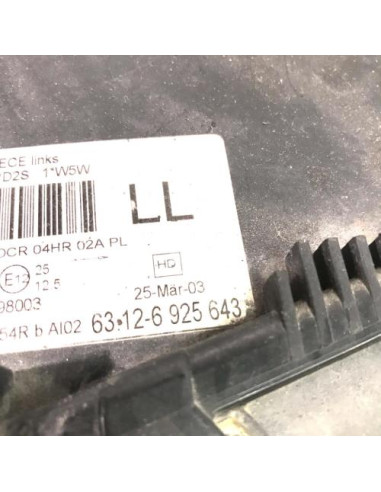 ECE links
D2S 1*W5W
LL
DCR 04HR 02A PL
E12 25
12.5
HD
98003
25-Mar-03
54R b AI02 63.12-6 925 643